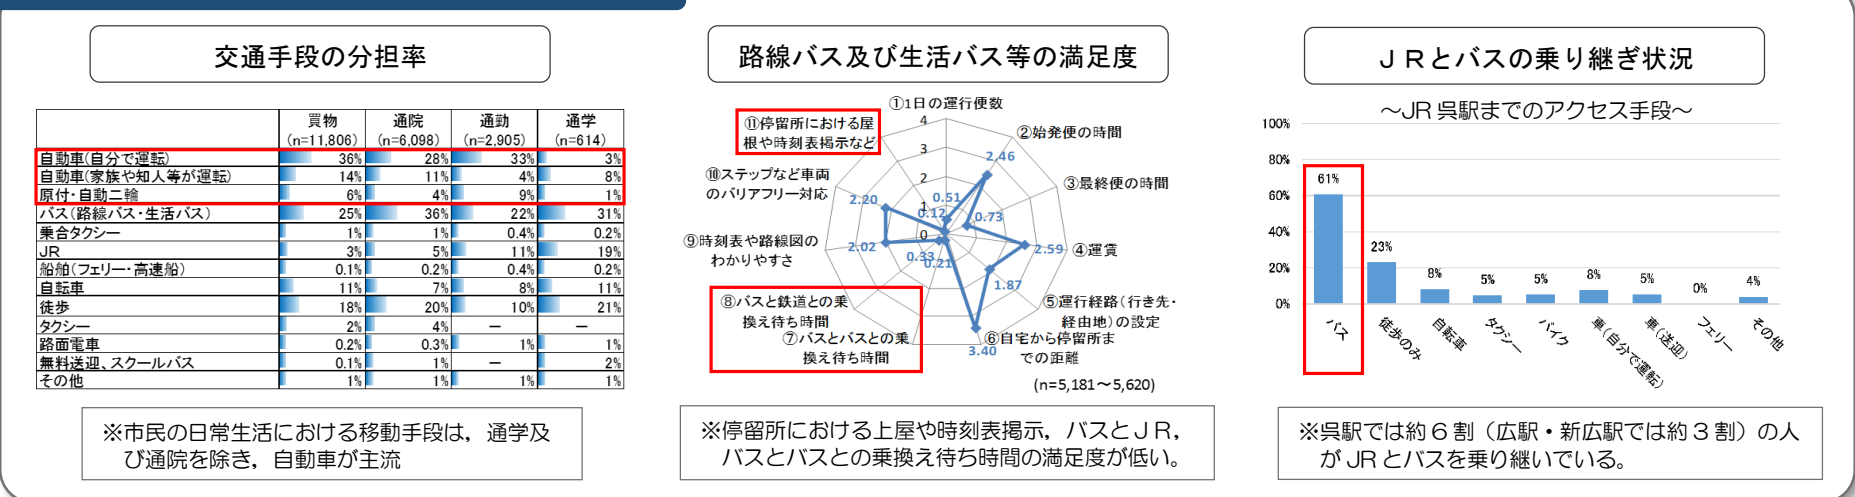 交通手段の分担率
買物 通院 通勤 通学
(n=11,806) (n=6,098) (n=2,905) (n=614)
自動車(自分で運転) 36% 28% 33% 3%
自動車(家族や知人等が運転) 14% 11% 4% 8%
原付・自動二輪 6% 4% 9% 1%
バス(路線バス・生活バス) 25% 36% 22% 31%
乗合タクシー 1% 1% 0.4% 0.2%
JR 3% 5% 11% 19%
船舶(フェリー・高速船) 0.1% 0.2% 0.4% 0.2%
自転車 11% 7% 8% 11%
徒歩 18% 20% 10% 21%
タクシー 2% 4% － －
路面電車 0.2% 0.3% 1% 1%
無料送迎、スクールバス 0.1% 1% － 2%
その他 1% 1% 1% 1%
※市民の日常生活における移動手段は，通学及
び通院を除き，自動車が主流
路線バス及び生活バス等の満足度
①1日の運行便数
②始発便の時間
③最終便の時間
④運賃
⑤運行経路(行き先・
経由地)の設定
⑥自宅から停留所ま
での距離
⑦バスとバスとの乗
換え待ち時間
⑧バスと鉄道との乗
換え待ち時間
⑨時刻表や路線図の
わかりやすさ
⑩ステップなど車両
のバリアフリー対応
⑪停留所における屋
根や時刻表掲示など
4
3
2
1
0
0.51
2.46
0.73
2.59
1.87
3.40
0.21
0.33
2.02
2.20
0.12
(n=5,181～5,620)
※停留所における上屋や時刻表掲示，バスとＪＲ，
バスとバスとの乗換え待ち時間の満足度が低い。
ＪＲとバスの乗り継ぎ状況
～JR 呉駅までのアクセス手段～
100%
80%
60%
40%
20%
0%
61% 23% 8% 5% 5% 8% 5% 0% 4%
バス 徒歩のみ 自転車 タクシー バイク 車(自分で運転) 車(送迎) フェリー その他
※呉駅では約６割（広駅・新広駅では約３割）の人
が JR とバスを乗り継いでいる。